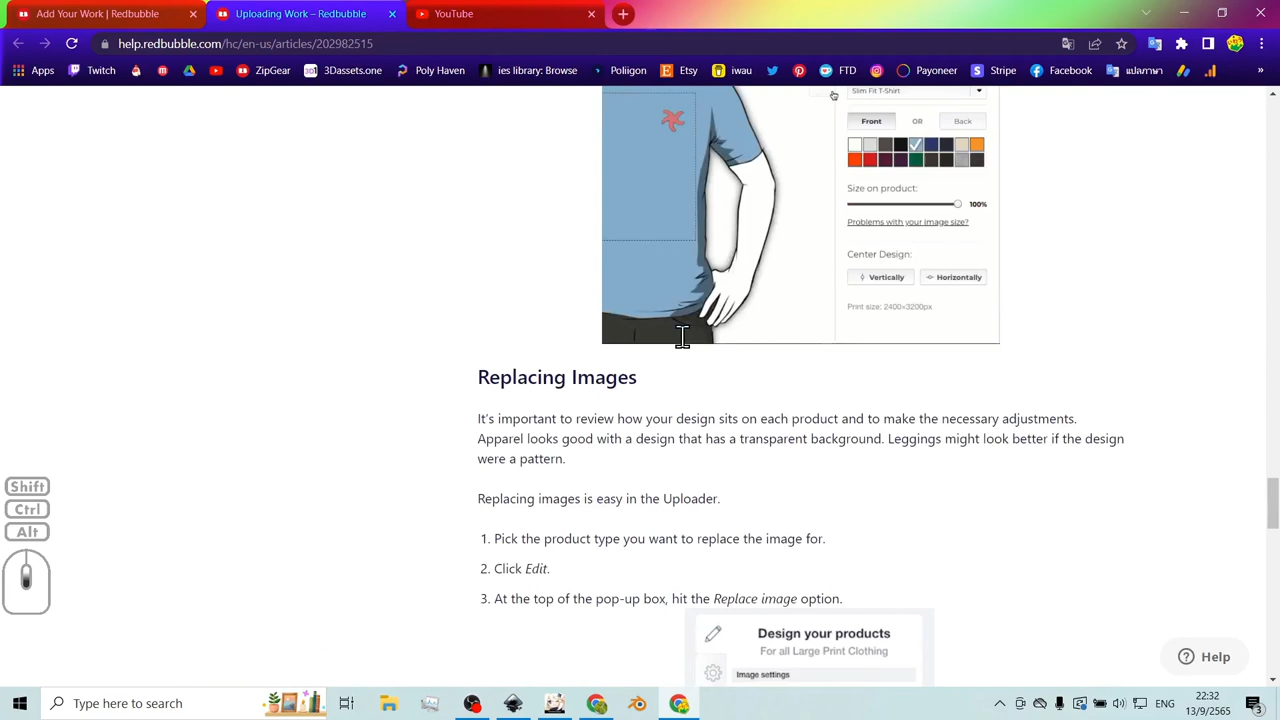 Add Your Work | Redbubble
Uploading Work – Redbubble
YouTube
help.redbubble.com/hc/en-us/articles/202982515
Apps
Twitch
ZipGear
3D1
3Dassets.one
Poly Haven
ies library: Browse
Poliigon
Etsy
iwau
FTD
Payoneer
Stripe
Facebook
แปลภาษา
Slim Fit T-Shirt
Front OR Back
Size on product:
100%
Problems with your image size?
Center Design:
Vertically Horizontally
Print size: 2400×3200px
Replacing Images
It's important to review how your design sits on each product and to make the necessary adjustments.
Apparel looks good with a design that has a transparent background. Leggings might look better if the design
were a pattern.
Replacing images is easy in the Uploader.
1. Pick the product type you want to replace the image for.
2. Click Edit.
3. At the top of the pop-up box, hit the Replace image option.
Design your products
For all Large Print Clothing
Image settings
Shift
Ctrl
Alt
Help
Type here to search
22:32
13/9/2565
3